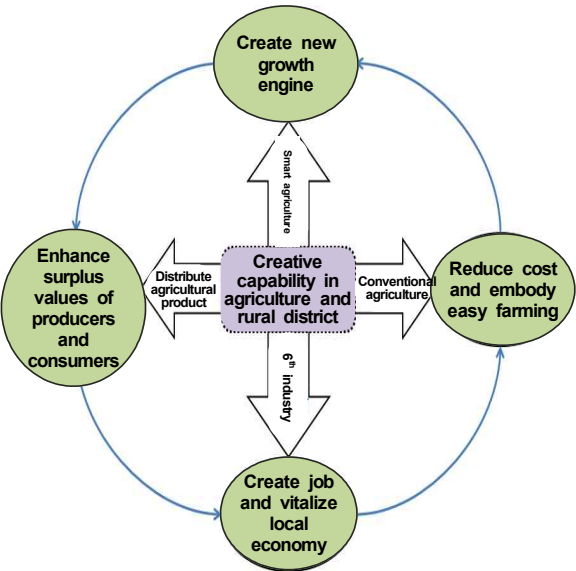 Create new
growth
engine
Smart agriculture
Enhance
surplus
values of
producers
and
consumers
Distribute
agricultural
product
Creative
capability in
agriculture and
rural district
Conventional
agriculture
Reduce cost
and embody
easy farming
6th industry
Create job
and vitalize
local
economy